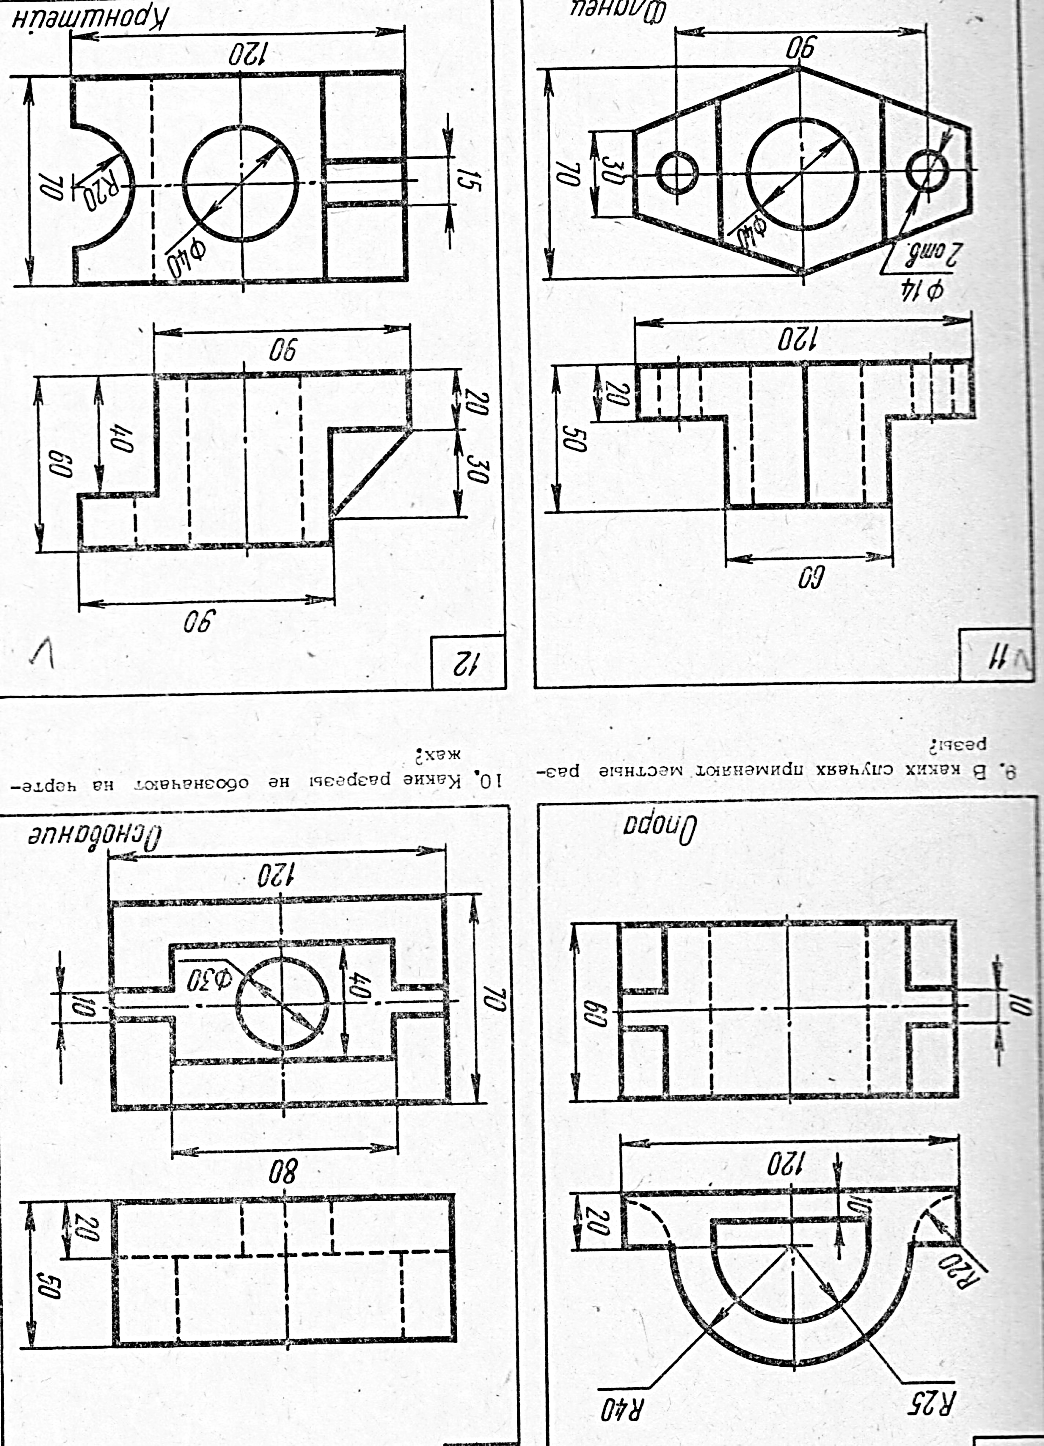 R25
R40
R20
10
20
120
10
60
Опора
50
20
80
70
40
Ф30
10
120
Основание
9. В каких случаях применяют местные раз-
резы?
10. Какие разрезы не обозначают на черте-
жах?
11
60
50
20
120
Ф14
2 отв.
Ф40
30
70
90
Фланец
12
90
30
20
40
60
90
Ф40
R20
15
70
120
Кронштейн